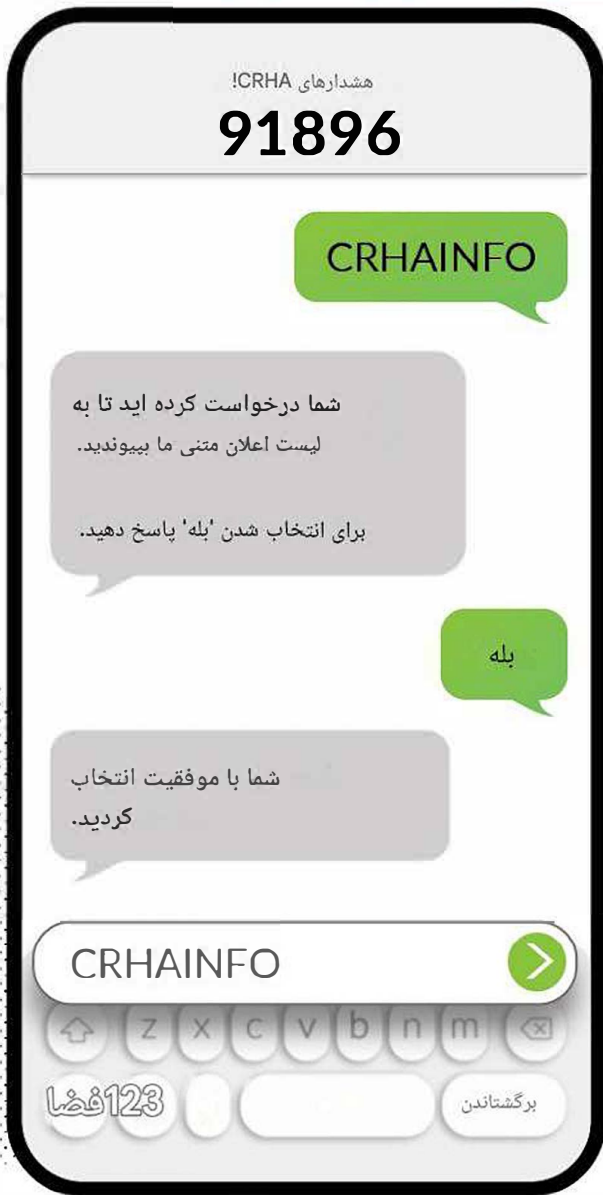 هشدارهای CRHA!
91896
CRHAINFO
شما درخواست کرده اید تا به
لیست اعلان متنی ما بپیوندید.
برای انتخاب شدن 'بله' پاسخ دهید.
بله
شما با موفقیت انتخاب
کردید.
CRHAINFO
z x c v b n m
123فضا
برگشتاندن